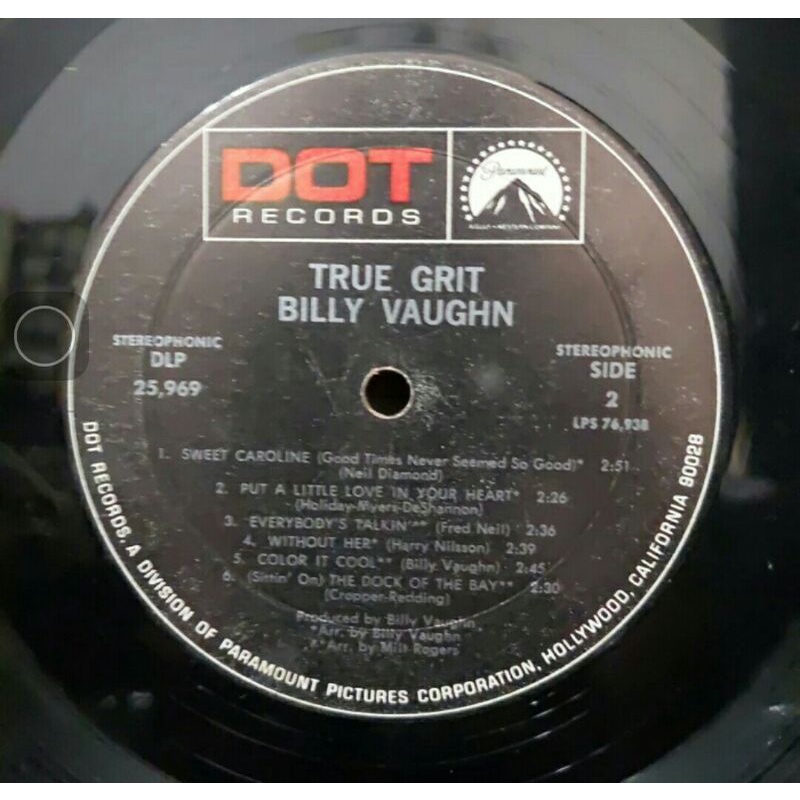 DOT
RECORDS
Paramount
A GULF + WESTERN COMPANY
TRUE GRIT
BILLY VAUGHN
STEREOPHONIC
DLP
25,969
STEREOPHONIC
SIDE
2
LPS 76,938
1. SWEET CAROLINE (Good Times Never Seemed So Good)* 2:51
(Neil Diamond)
2. PUT A LITTLE LOVE IN YOUR HEART* 2:26
(Holiday-Myers-DeShannon)
3. EVERYBODY'S TALKIN'** (Fred Neil) 2:36
4. WITHOUT HER* (Harry Nilsson) 2:39
5. COLOR IT COOL** (Billy Vaughn) 2:45
6. (Sittin' On) THE DOCK OF THE BAY** 2:30
(Cropper-Redding)
Produced by Billy Vaughn
*Arr. by Billy Vaughn
**Arr. by Milt Rogers
DOT RECORDS, A DIVISION OF PARAMOUNT PICTURES CORPORATION, HOLLYWOOD, CALIFORNIA 90028